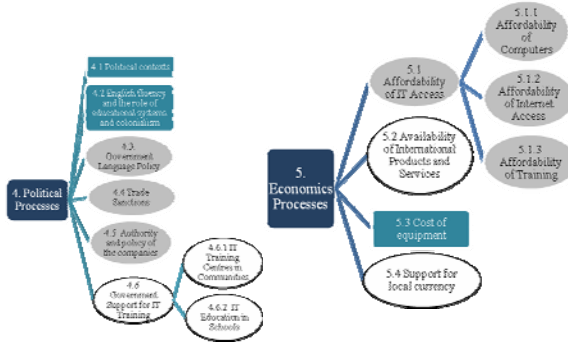 4. Political
Processes
4.1 Political contexts
4.2 English fluency
and the role of
educational systems
and colonialism
4.3
Government
Language Policy
4.4 Trade
Sanctions
4.5 Authority
and policy of
the companies
4.6
Government
Support for IT
Training
4.6.1 IT
Training
Centres in
Communities
4.6.2 IT
Education in
Schools
5.
Economics
Processes
5.1
Affordability
of IT Access
5.1.1
Affordability
of
Computers
5.1.2
Affordability
of Internet
Access
5.1.3
Affordability
of Training
5.2 Availability
of International
Products and
Services
5.3 Cost of
equipment
5.4 Support for
local currency